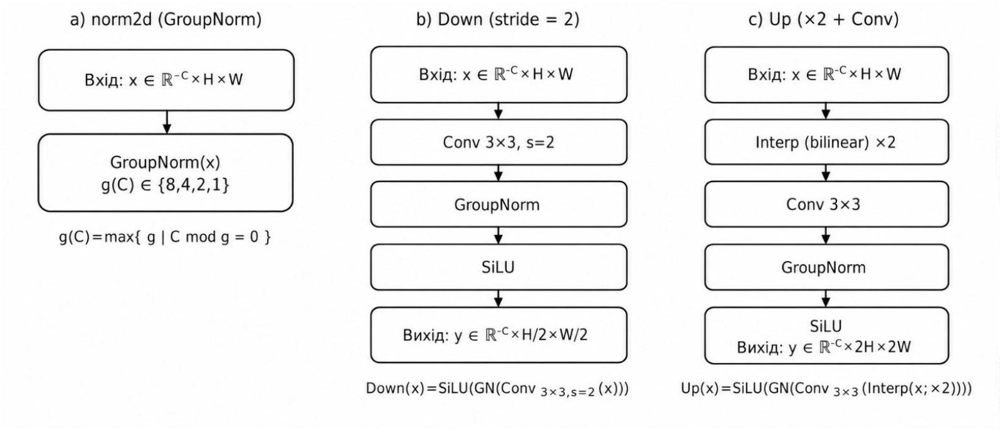 a) norm2d (GroupNorm)
Вхід: x ∈ ℝ⁻ᶜ×H×W
GroupNorm(x)
g(C) ∈ {8,4,2,1}
g(C)=max{ g | C mod g = 0 }
b) Down (stride = 2)
Вхід: x ∈ ℝ⁻ᶜ×H×W
Conv 3×3, s=2
GroupNorm
SiLU
Вихід: y ∈ ℝ⁻ᶜ×H/2×W/2
Down(x)=SiLU(GN(Conv 3×3,s=2 (x)))
c) Up (×2 + Conv)
Вхід: x ∈ ℝ⁻ᶜ×H×W
Interp (bilinear) ×2
Conv 3×3
GroupNorm
SiLU
Вихід: y ∈ ℝ⁻ᶜ×2H×2W
Up(x)=SiLU(GN(Conv 3×3 (Interp(x; ×2))))